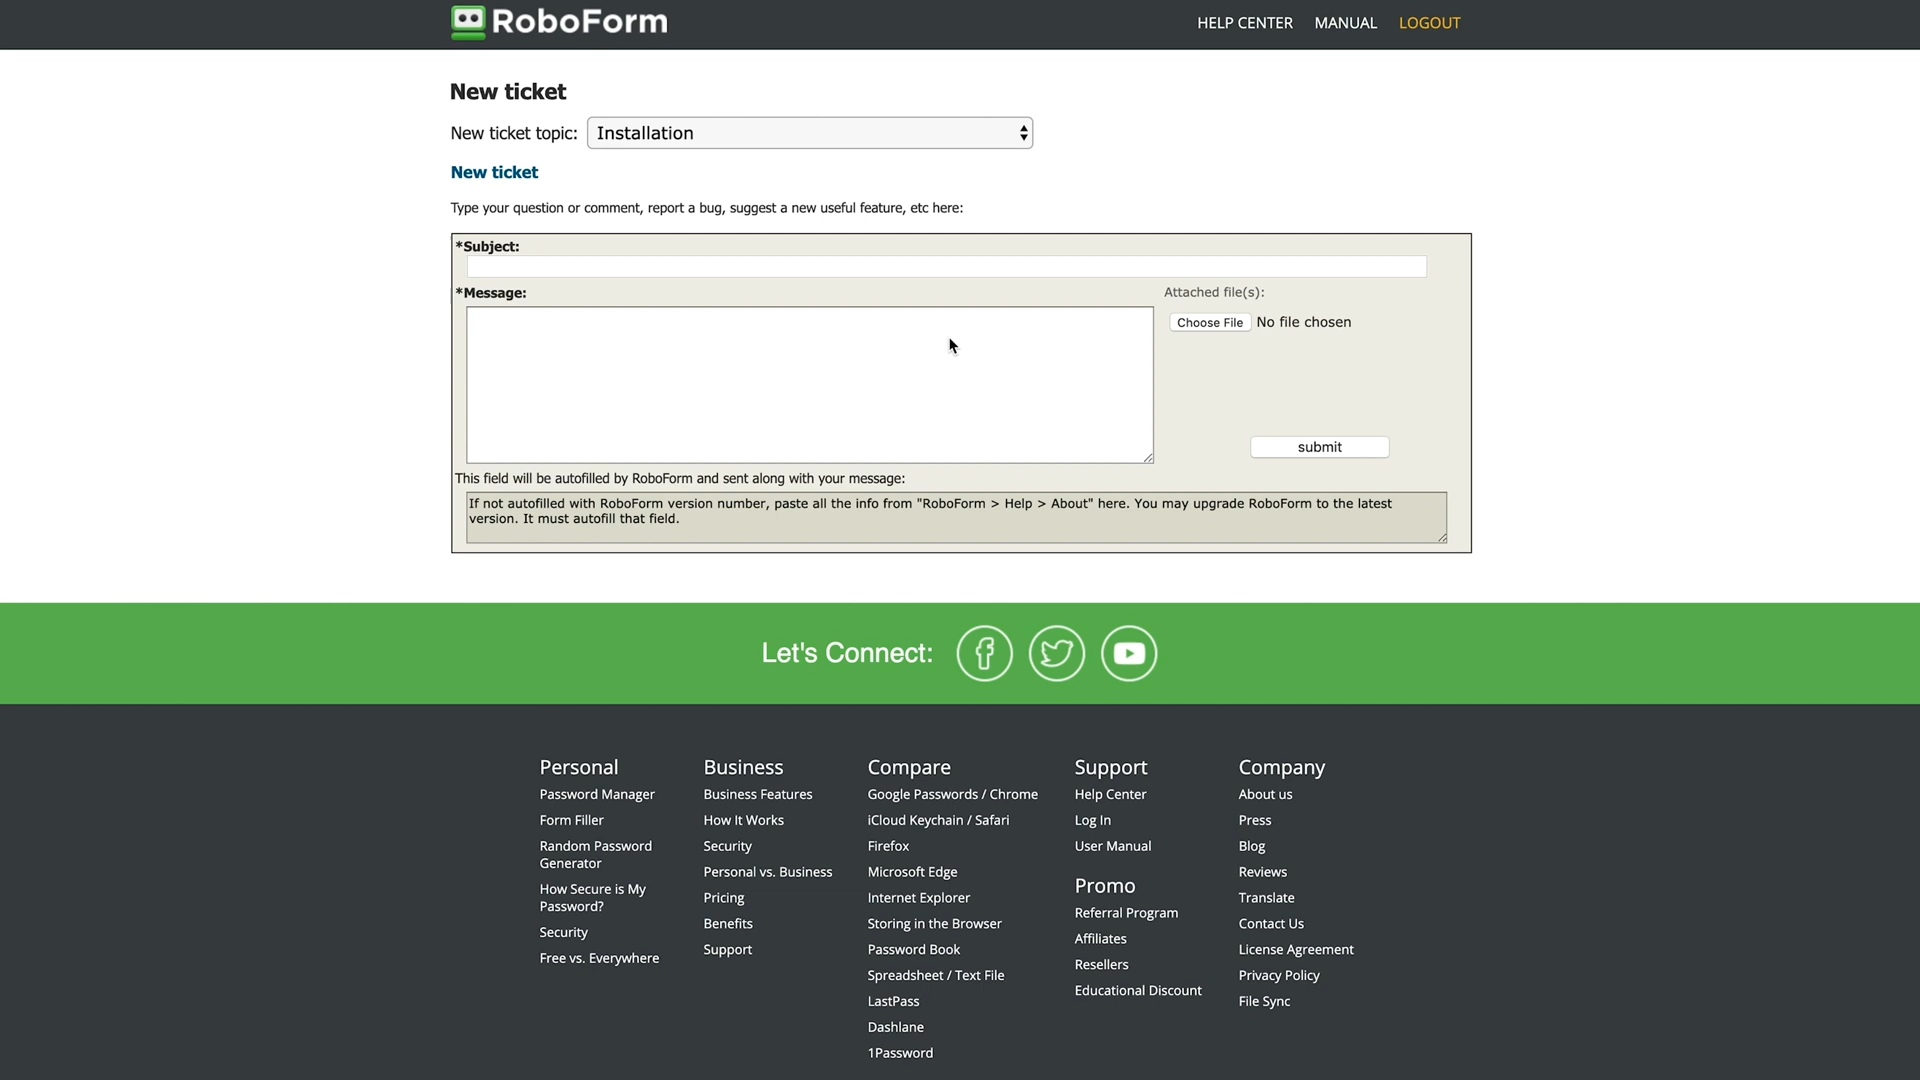 RoboForm
HELP CENTER MANUAL LOGOUT
New ticket
New ticket topic: Installation
New ticket
Type your question or comment, report a bug, suggest a new useful feature, etc here:
*Subject:
*Message:
Attached file(s):
Choose File No file chosen
submit
This field will be autofilled by RoboForm and sent along with your message:
If not autofilled with RoboForm version number, paste all the info from "RoboForm > Help > About" here. You may upgrade RoboForm to the latest
version. It must autofill that field.
Let's Connect:
Personal
Password Manager
Form Filler
Random Password
Generator
How Secure is My
Password?
Security
Free vs. Everywhere
Business
Business Features
How It Works
Security
Personal vs. Business
Pricing
Benefits
Support
Compare
Google Passwords / Chrome
iCloud Keychain / Safari
Firefox
Microsoft Edge
Internet Explorer
Storing in the Browser
Password Book
Spreadsheet / Text File
LastPass
Dashlane
1Password
Support
Help Center
Log In
User Manual
Promo
Referral Program
Affiliates
Resellers
Educational Discount
Company
About us
Press
Blog
Reviews
Translate
Contact Us
License Agreement
Privacy Policy
File Sync